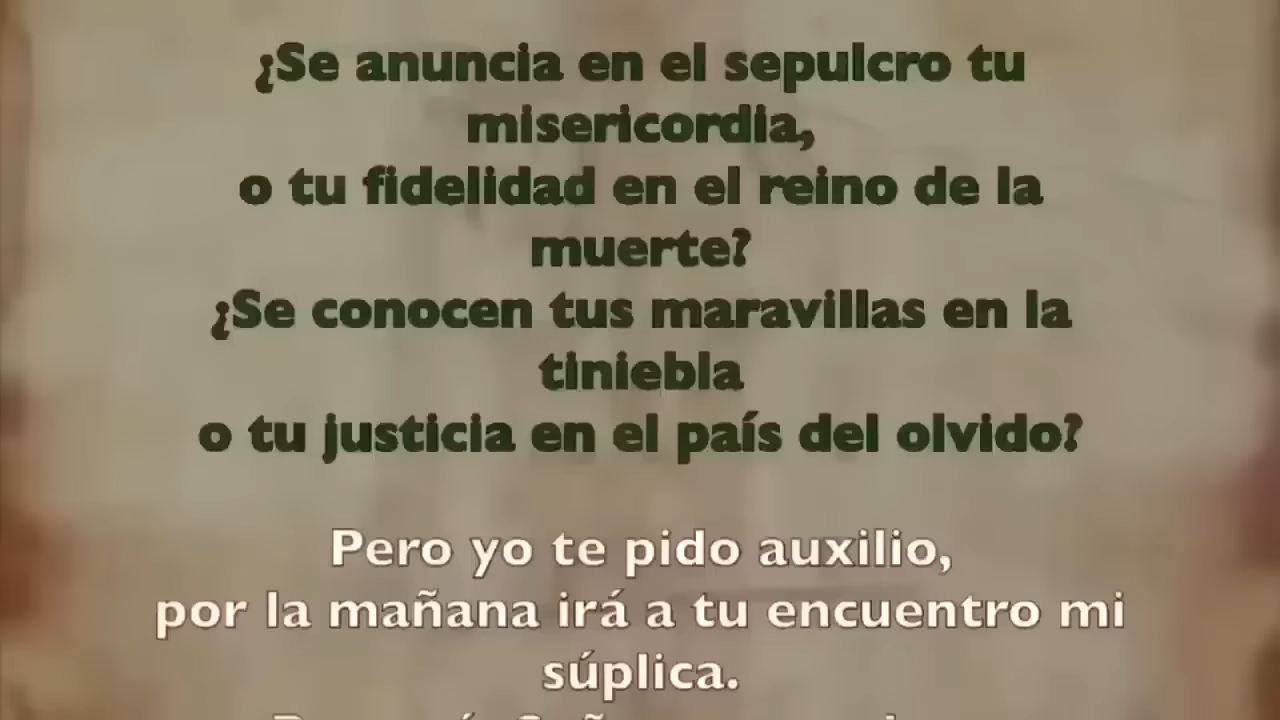 ¿Se anuncia en el sepulcro tu
misericordia,
o tu fidelidad en el reino de la
muerte?
¿Se conocen tus maravillas en la
tiniebla
o tu justicia en el país del olvido?
Pero yo te pido auxilio,
por la mañana irá a tu encuentro mi
súplica.